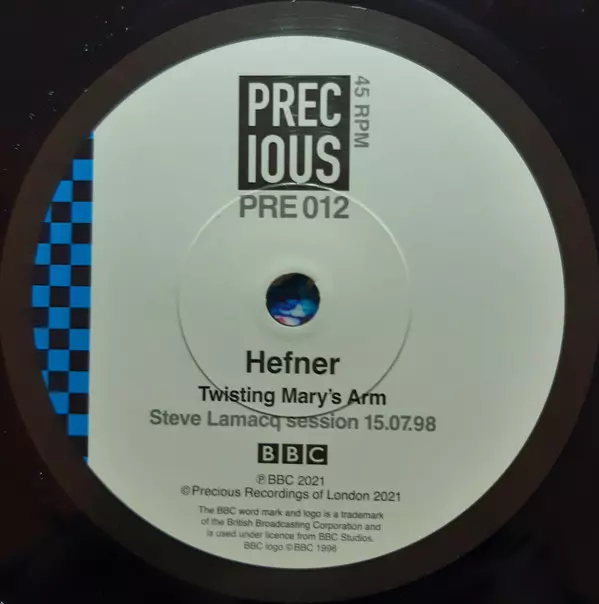 PREC
IOUS
45 RPM
PRE 012
Hefner
Twisting Mary's Arm
Steve Lamacq session 15.07.98
BBC
℗ BBC 2021
© Precious Recordings of London 2021
The BBC word mark and logo is a trademark
of the British Broadcasting Corporation and
is used under licence from BBC Studios.
BBC logo © BBC 1996